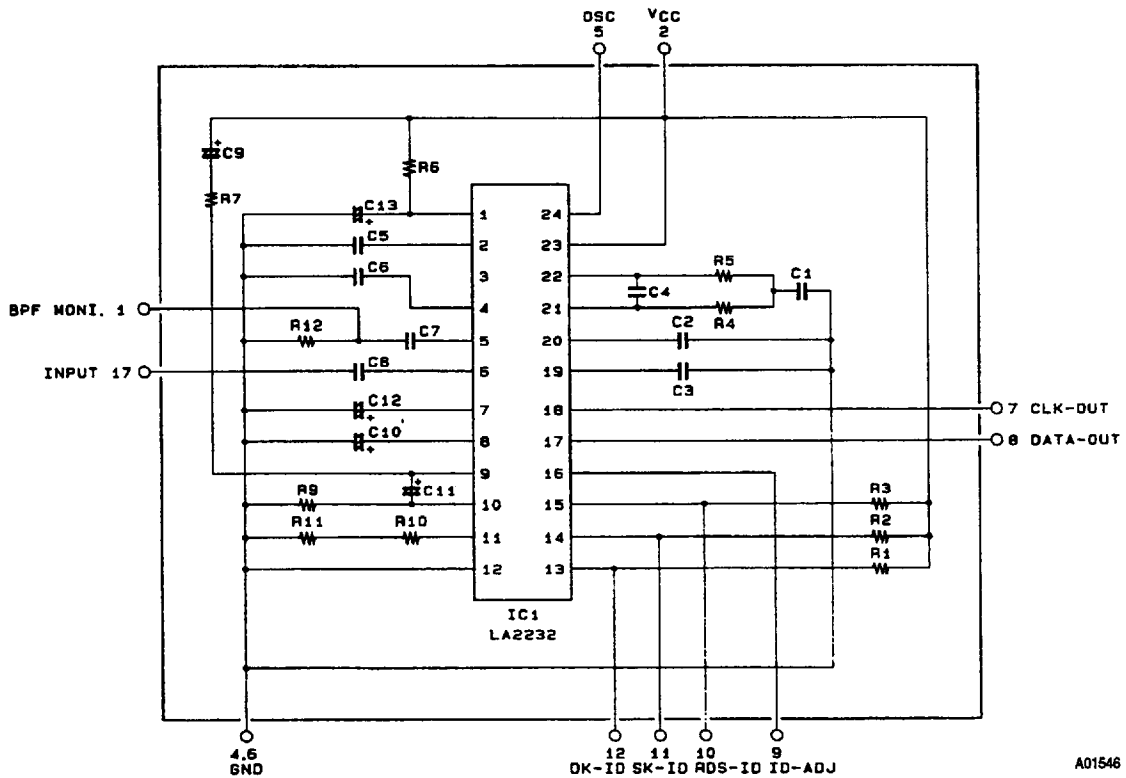 OSC
5
VCC
2
C9
R6
R7
C13
C5
C6
BPF MONI. 1
R12
C7
INPUT 17
C8
C12
C10
R9
C11
R11
R10
1
2
3
4
5
6
7
8
9
10
11
12
24
23
22
21
20
19
18
17
16
15
14
13
R5
C1
C4
R4
C2
C3
7 CLK-OUT
8 DATA-OUT
R3
R2
R1
IC1
LA2232
4,6
GND
12
DK-ID
11
SK-ID
10
RDS-ID
9
ID-ADJ
A01546